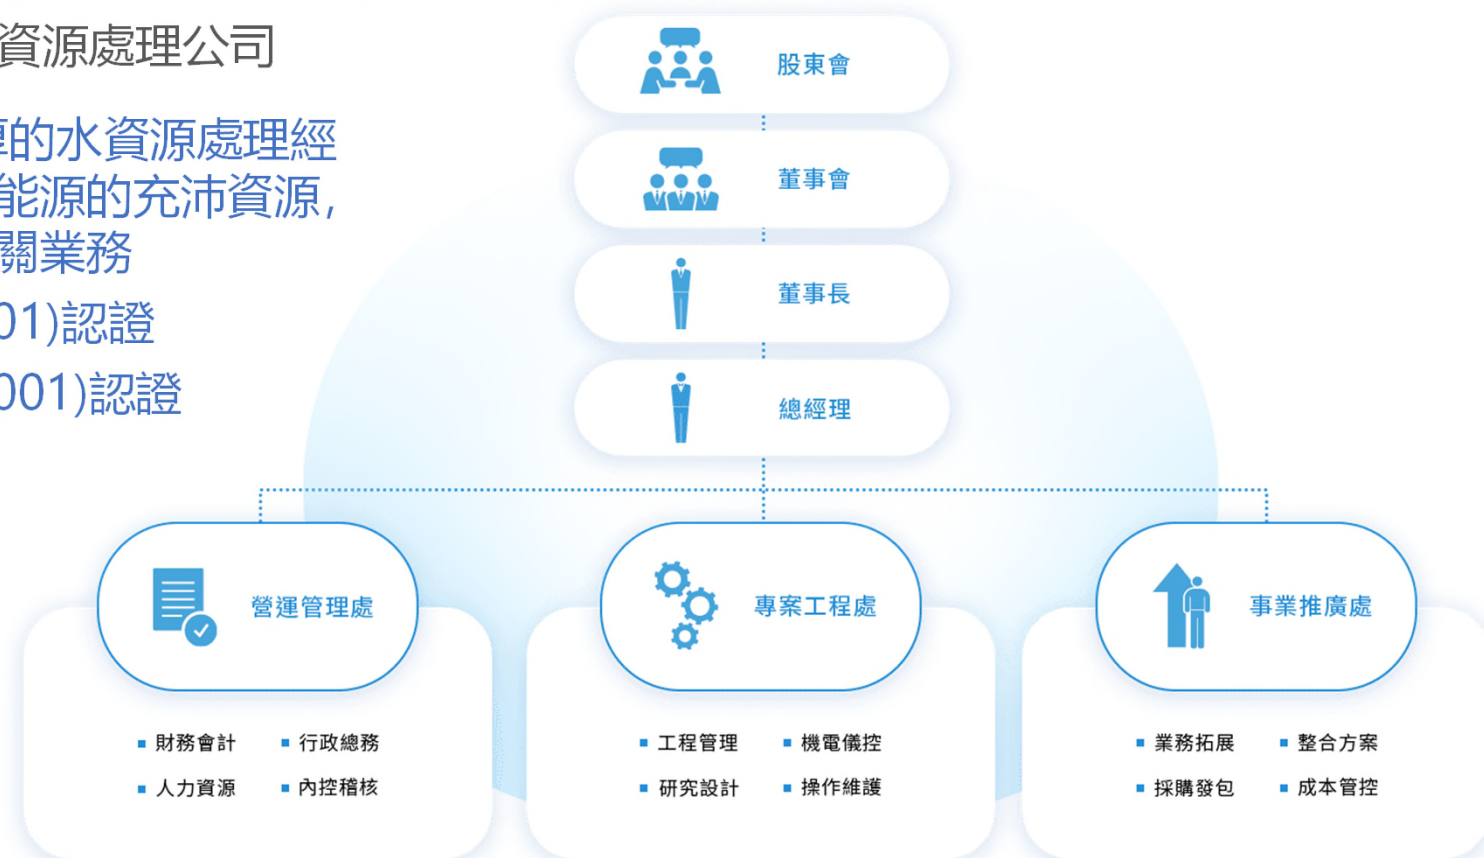 資源處理公司
的水資源處理經
能源的充沛資源，
關業務
01)認證
001)認證
股東會
董事會
董事長
總經理
營運管理處
專案工程處
事業推廣處
▪ 財務會計 ▪ 行政總務
▪ 人力資源 ▪ 內控稽核
▪ 工程管理 ▪ 機電儀控
▪ 研究設計 ▪ 操作維護
▪ 業務拓展 ▪ 整合方案
▪ 採購發包 ▪ 成本管控